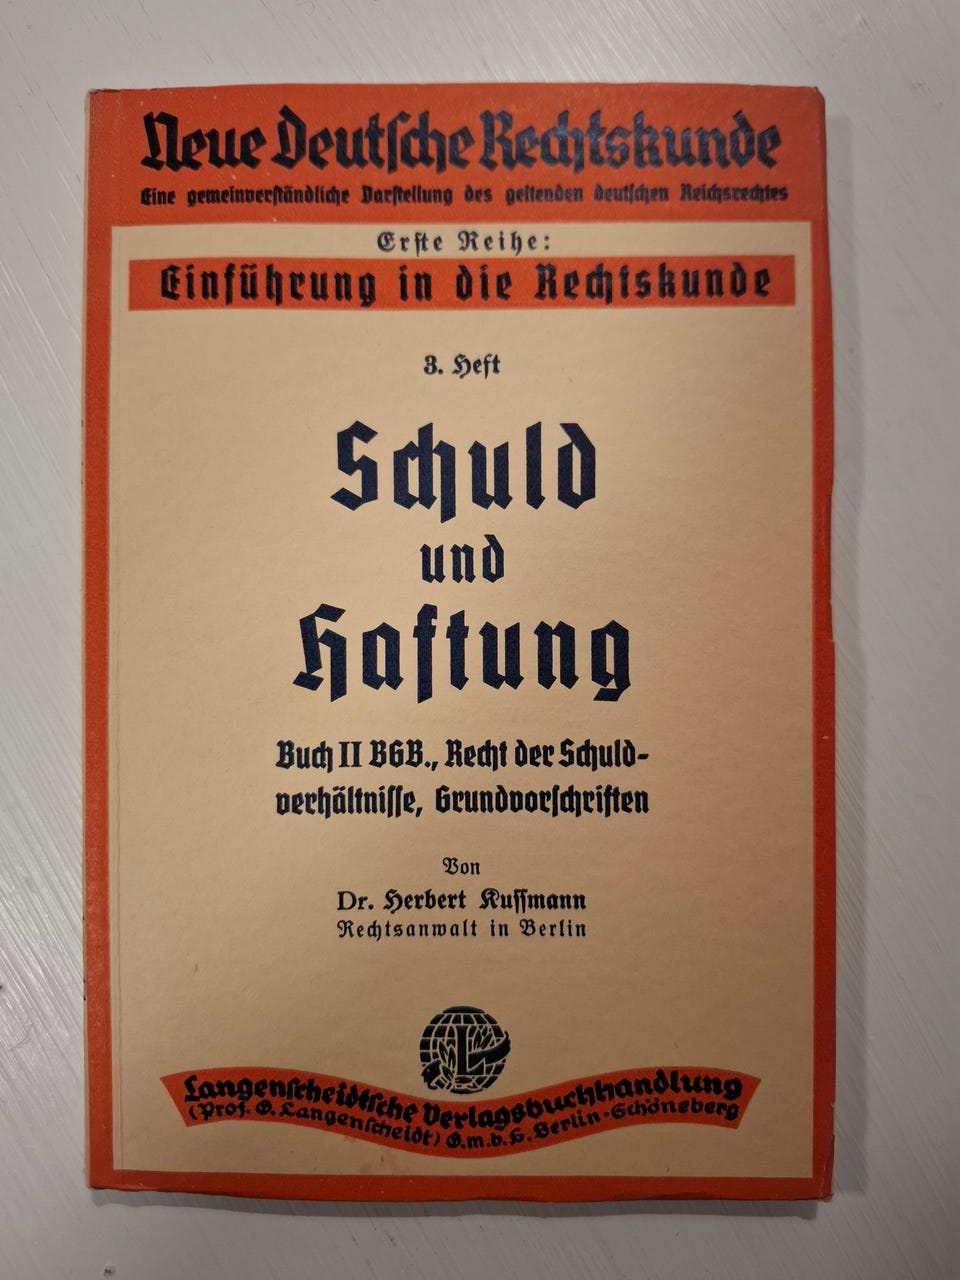 Neue Deutsche Rechtskunde
Eine gemeinverständliche Darstellung des geltenden deutschen Reichsrechtes
Erste Reihe:
Einführung in die Rechtskunde
3. Heft
Schuld
und
Haftung
Buch II BGB., Recht der Schuld-
verhältnisse, Grundvorschriften
Von
Dr. Herbert Kussmann
Rechtsanwalt in Berlin
L
Langenscheidtsche Verlagsbuchhandlung
(Prof. G. Langenscheidt) G.m.b.H. Berlin-Schöneberg